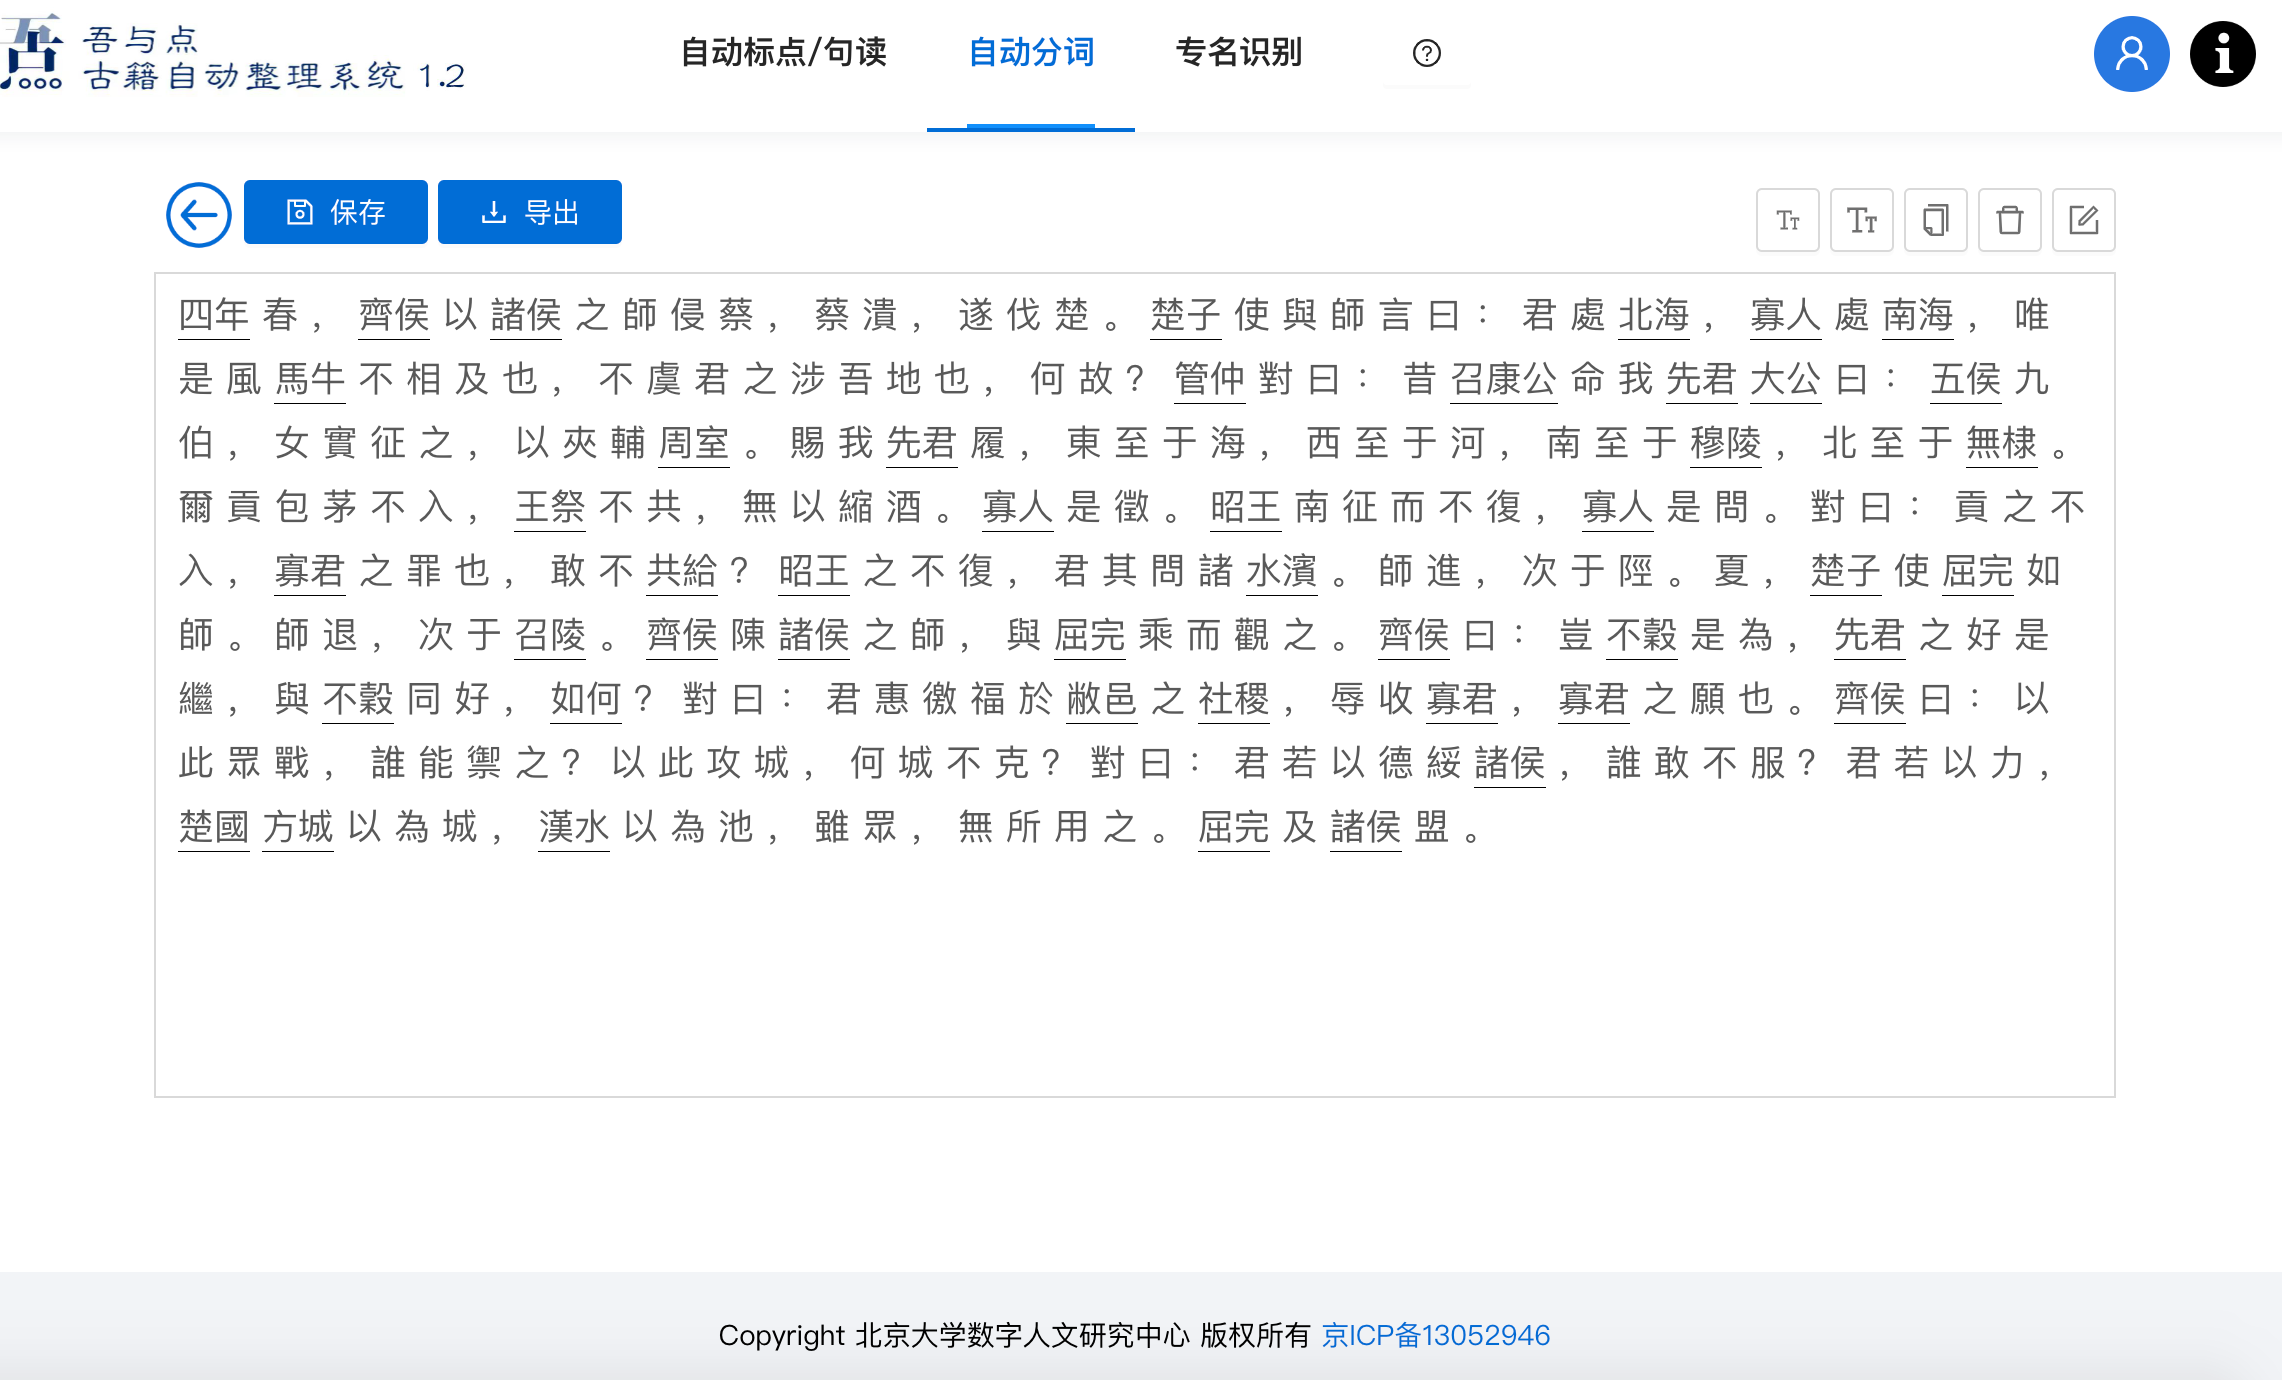 吾与点
古籍自动整理系统 1.2
自动标点/句读 自动分词 专名识别
保存 导出
四年 春 ， 齊侯 以 諸侯 之 師 侵 蔡 ， 蔡 潰 ， 遂 伐 楚 。 楚子 使 與 師 言 曰 ： 君 處 北海 ， 寡人 處 南海 ， 唯
是 風 馬牛 不 相 及 也 ， 不 虞 君 之 涉 吾 地 也 ， 何 故 ？ 管仲 對 曰 ： 昔 召康公 命 我 先君 大公 曰 ： 五侯 九
伯 ， 女 實 征 之 ， 以 夾 輔 周室 。 賜 我 先君 履 ， 東 至 于 海 ， 西 至 于 河 ， 南 至 于 穆陵 ， 北 至 于 無棣 。
爾 貢 包 茅 不 入 ， 王祭 不 共 ， 無 以 縮 酒 。 寡人 是 徵 。 昭王 南 征 而 不 復 ， 寡人 是 問 。 對 曰 ： 貢 之 不
入 ， 寡君 之 罪 也 ， 敢 不 共給 ？ 昭王 之 不 復 ， 君 其 問 諸 水濱 。 師 進 ， 次 于 陘 。 夏 ， 楚子 使 屈完 如
師 。 師 退 ， 次 于 召陵 。 齊侯 陳 諸侯 之 師 ， 與 屈完 乘 而 觀 之 。 齊侯 曰 ： 豈 不穀 是 為 ， 先君 之 好 是
繼 ， 與 不穀 同 好 ， 如何 ？ 對 曰 ： 君 惠 徼 福 於 敝邑 之 社稷 ， 辱 收 寡君 ， 寡君 之 願 也 。 齊侯 曰 ： 以
此 眾 戰 ， 誰 能 禦 之 ？ 以 此 攻 城 ， 何 城 不 克 ？ 對 曰 ： 君 若 以 德 綏 諸侯 ， 誰 敢 不 服 ？ 君 若 以 力 ，
楚國 方城 以 為 城 ， 漢水 以 為 池 ， 雖 眾 ， 無 所 用 之 。 屈完 及 諸侯 盟 。
Copyright 北京大学数字人文研究中心 版权所有 京ICP备13052946